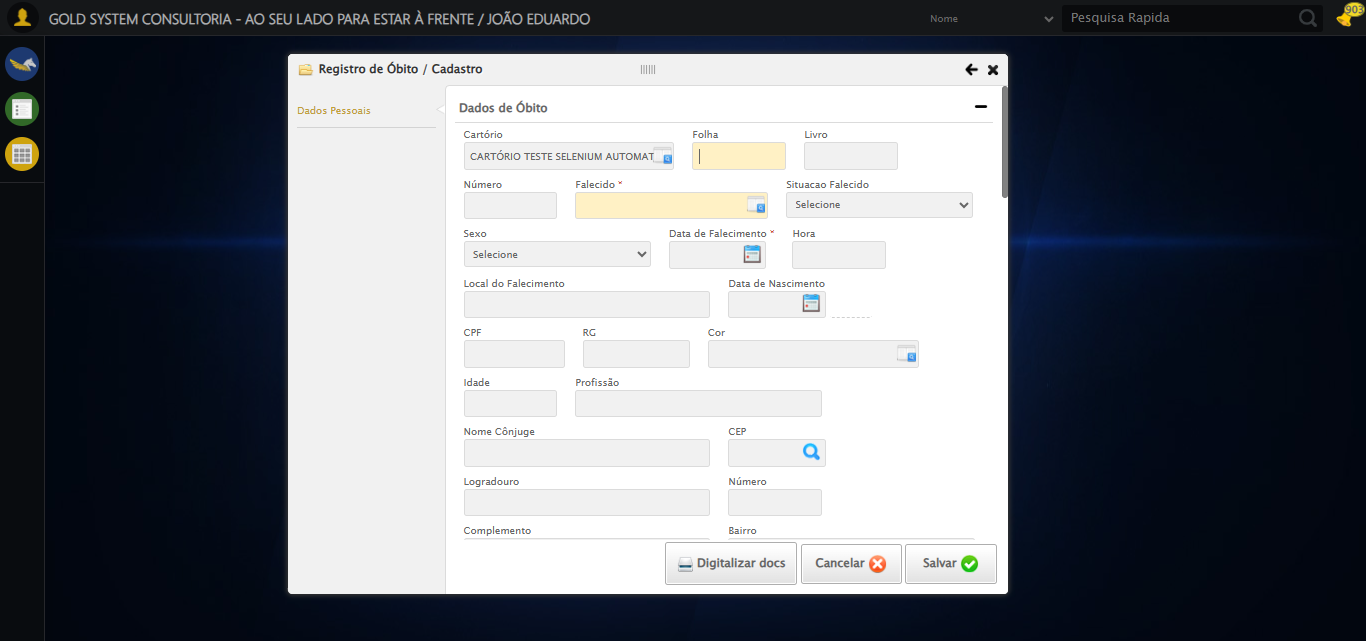 GOLD SYSTEM CONSULTORIA - AO SEU LADO PARA ESTAR À FRENTE / JOÃO EDUARDO
Nome
Pesquisa Rapida
903
Registro de Óbito / Cadastro
Dados Pessoais
Dados de Óbito
Cartório Folha Livro
CARTÓRIO TESTE SELENIUM AUTOMAT
Número Falecido * Situacao Falecido
Selecione
Sexo Data de Falecimento * Hora
Selecione
Local do Falecimento Data de Nascimento
CPF RG Cor
Idade Profissão
Nome Cônjuge CEP
Logradouro Número
Complemento Bairro
Digitalizar docs Cancelar Salvar